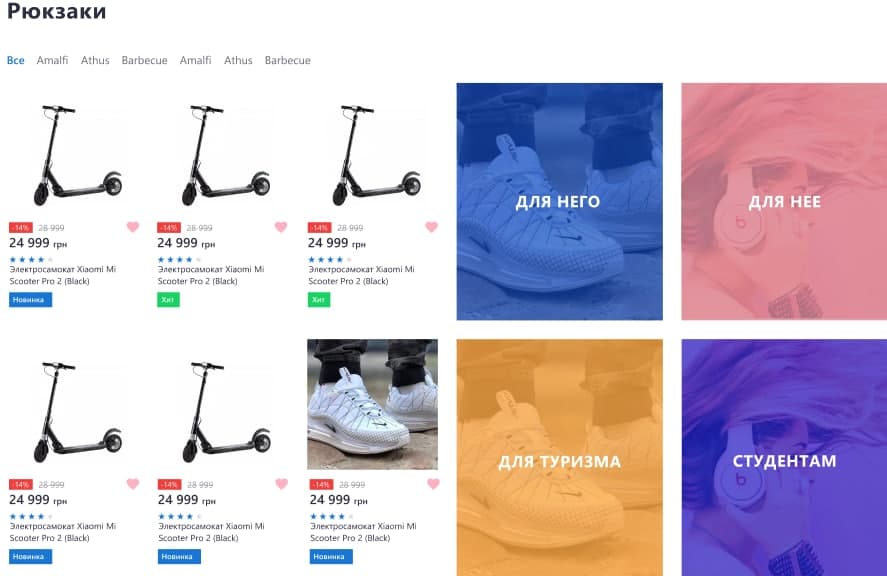 Рюкзаки
Все Amalfi Athus Barbecue Amalfi Athus Barbecue
-14% 28 999
24 999 грн
Электросамокат Xiaomi Mi
Scooter Pro 2 (Black)
Новинка
-14% 28 999
24 999 грн
Электросамокат Xiaomi Mi
Scooter Pro 2 (Black)
Хит
-14% 28 999
24 999 грн
Электросамокат Xiaomi Mi
Scooter Pro 2 (Black)
Хит
ДЛЯ НЕГО
ДЛЯ НЕЕ
-14% 28 999
24 999 грн
Электросамокат Xiaomi Mi
Scooter Pro 2 (Black)
Новинка
-14% 28 999
24 999 грн
Электросамокат Xiaomi Mi
Scooter Pro 2 (Black)
Новинка
-14% 28 999
24 999 грн
Электросамокат Xiaomi Mi
Scooter Pro 2 (Black)
Новинка
ДЛЯ ТУРИЗМА
СТУДЕНТАМ